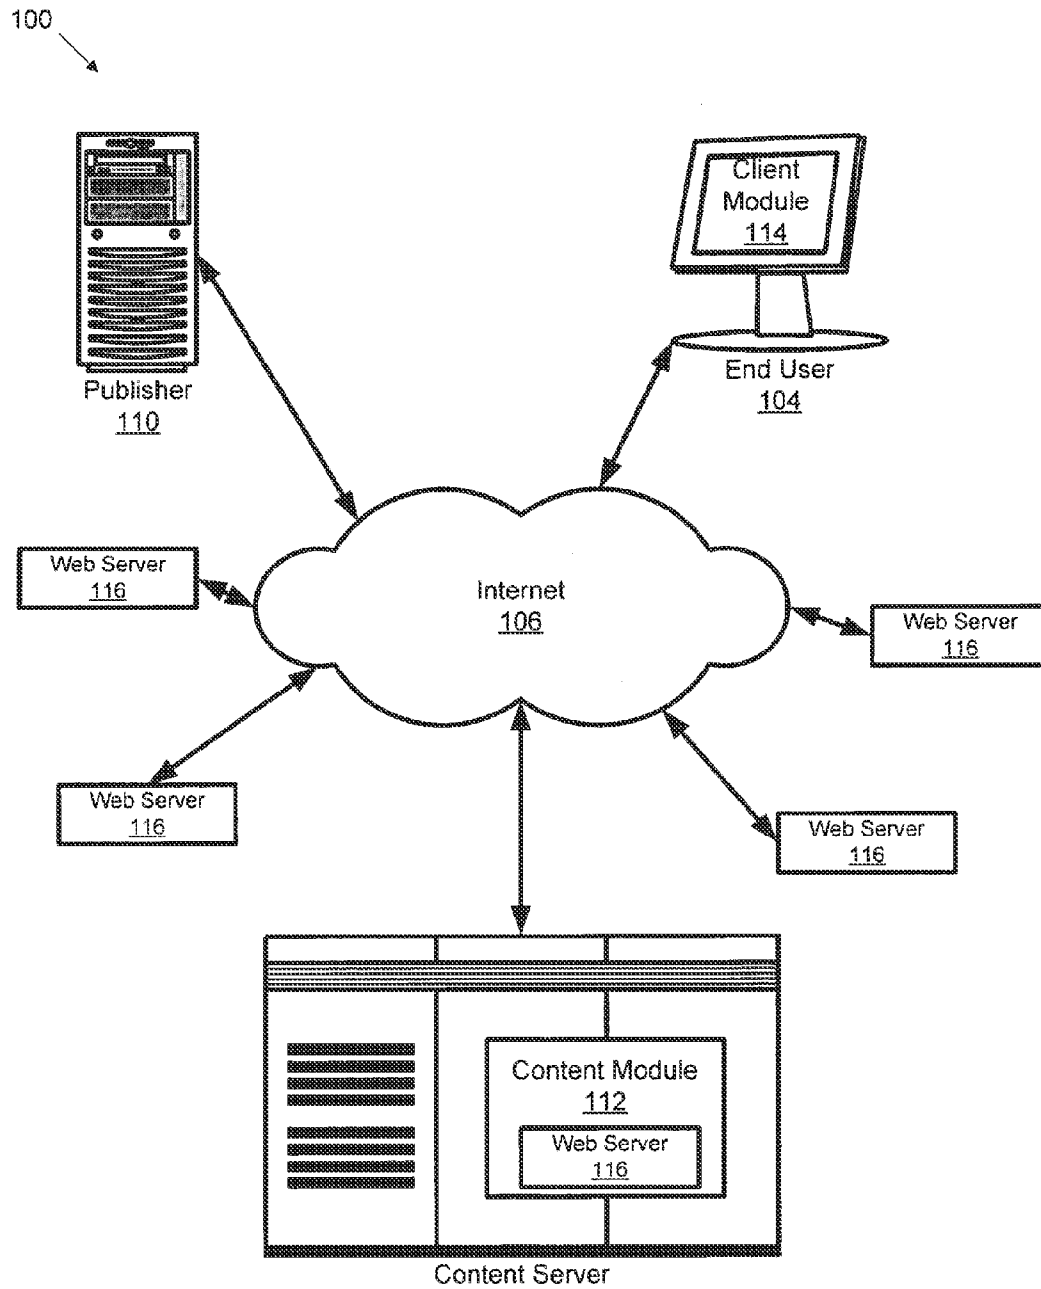 100
Client
Module
114
Publisher
110
End User
104
Web Server
116
Internet
106
Web Server
116
Web Server
116
Web Server
116
Content Module
112
Web Server
116
Content Server